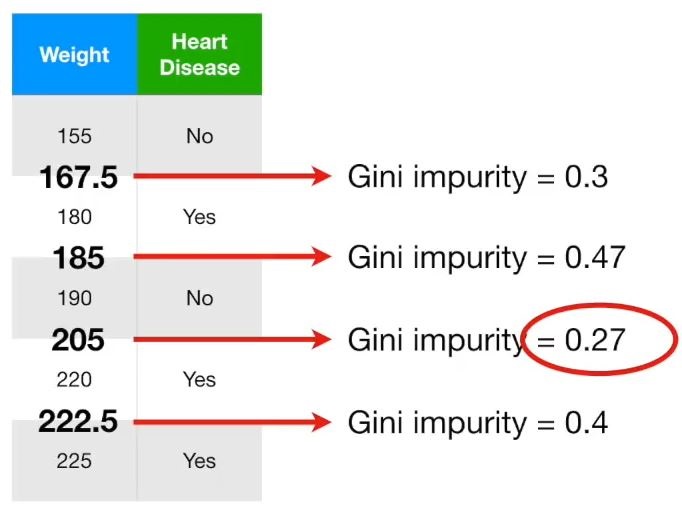 Weight Heart Disease
155 No
167.5 Gini impurity = 0.3
180 Yes
185 Gini impurity = 0.47
190 No
205 Gini impurity = 0.27
220 Yes
222.5 Gini impurity = 0.4
225 Yes